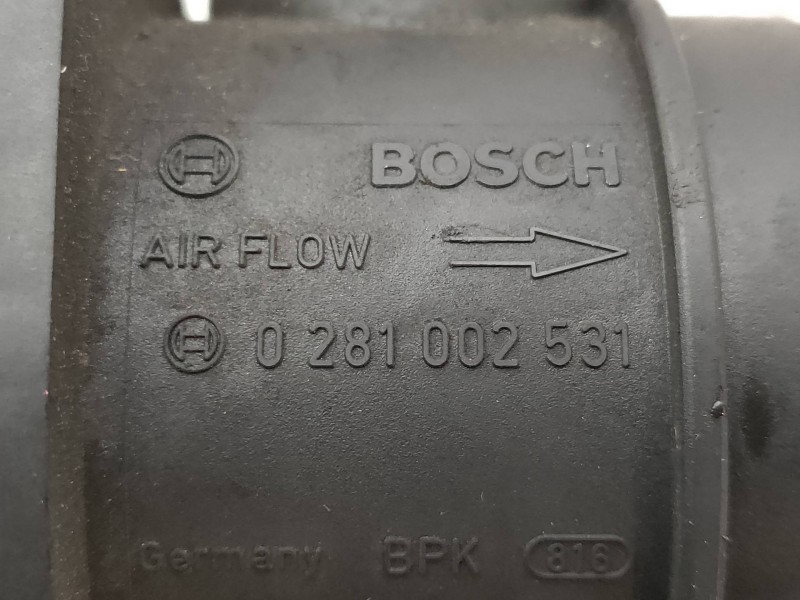 BOSCH
AIR FLOW
0 281 002 531
Germany BPK 816